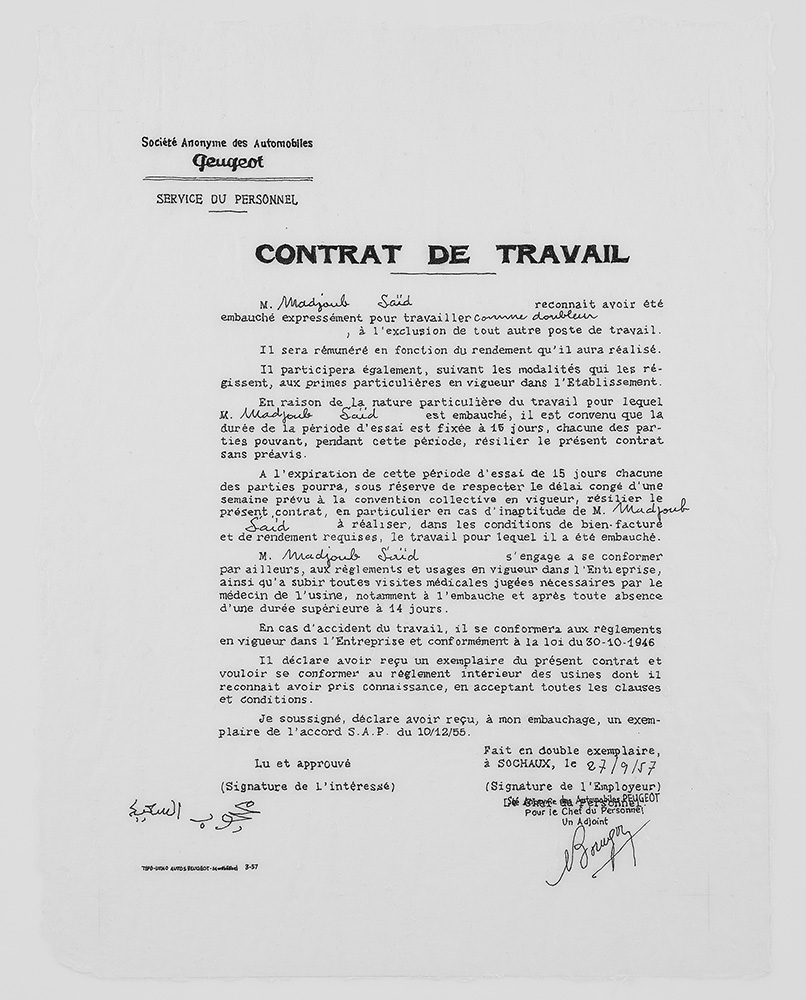 Société Anonyme des Automobiles
Peugeot
SERVICE DU PERSONNEL
CONTRAT DE TRAVAIL
M. Madjoub Saïd reconnait avoir été
embauché expressément pour travailler comme doubleur
, à l'exclusion de tout autre poste de travail.
Il sera rémunéré en fonction du rendement qu'il aura réalisé.
Il participera également, suivant les modalités qui les ré-
gissent, aux primes particulières en vigueur dans l'Etablissement.
En raison de la nature particulière du travail pour lequel
M. Madjoub Saïd est embauché, il est convenu que la
durée de la période d'essai est fixée à 15 jours, chacune des par-
ties pouvant, pendant cette période, résilier le présent contrat
sans préavis.
A l'expiration de cette période d'essai de 15 jours chacune
des parties pourra, sous réserve de respecter le délai congé d'une
semaine prévu à la convention collective en vigueur, résilier le
présent contrat, en particulier en cas d'inaptitude de M. Madjoub
Saïd à réaliser, dans les conditions de bien-facture
et de rendement requises, le travail pour lequel il a été embauché.
M. Madjoub Saïd s'engage a se conformer
par ailleurs, aux règlements et usages en vigueur dans l'Entreprise,
ainsi qu'a subir toutes visites médicales jugées nécessaires par le
médecin de l'usine, notamment à l'embauche et après toute absence
d'une durée supérieure à 14 jours.
En cas d'accident du travail, il se conformera aux règlements
en vigueur dans l'Entreprise et conformément à la loi du 30-10-1946
Il déclare avoir reçu un exemplaire du présent contrat et
vouloir se conformer au règlement intérieur des usines dont il
reconnait avoir pris connaissance, en acceptant toutes les clauses
et conditions.
Je soussigné, déclare avoir reçu, à mon embauchage, un exem-
plaire de l'accord S.A.P. du 10/12/55.
Fait en double exemplaire,
Lu et approuvé à SOCHAUX, le 27/9/57
(Signature de l'intéressé) (Signature de l'Employeur)
Sté Anonyme des Automobiles PEUGEOT
Le Chef du Personnel
Pour le Chef du Personnel
Un Adjoint
AUTOS PEUGEOT 3-57